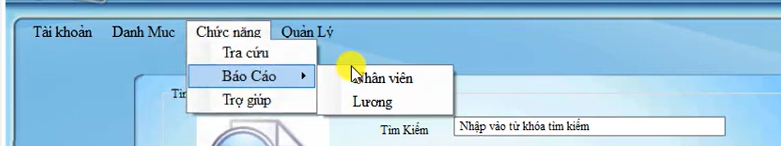 Tài khoản Danh Muc Chức năng Quản Lý
Tra cứu
Báo Cáo
Trợ giúp
Nhân viên
Lương
Tìm Kiếm Nhập vào từ khóa tìm kiếm